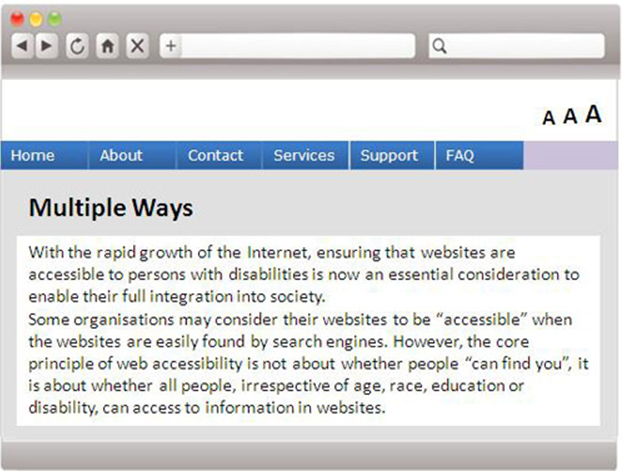 A A A
Home About Contact Services Support FAQ
Multiple Ways
With the rapid growth of the Internet, ensuring that websites are
accessible to persons with disabilities is now an essential consideration to
enable their full integration into society.
Some organisations may consider their websites to be “accessible” when
the websites are easily found by search engines. However, the core
principle of web accessibility is not about whether people “can find you”, it
is about whether all people, irrespective of age, race, education or
disability, can access to information in websites.